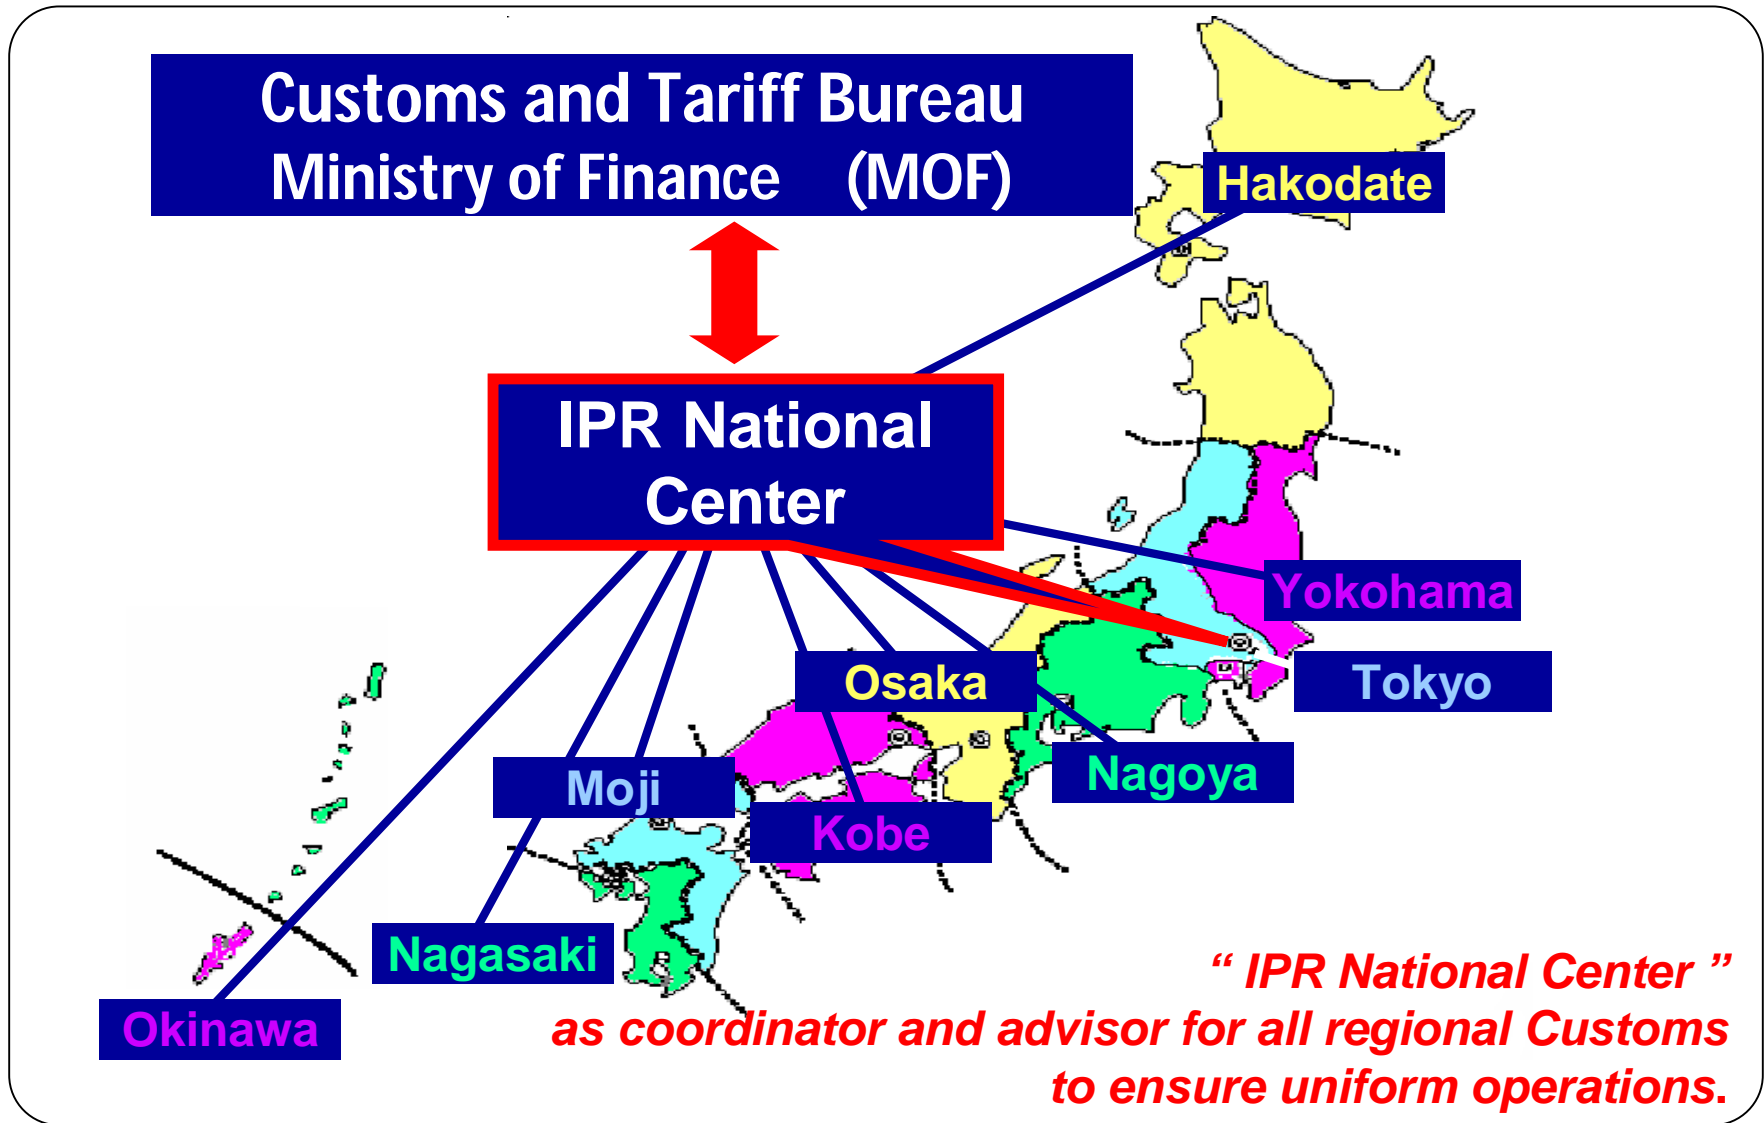 Customs and Tariff Bureau
Ministry of Finance (MOF)
Hakodate
IPR National
Center
Yokohama
Osaka
Tokyo
Moji
Nagoya
Kobe
Nagasaki
Okinawa
“ IPR National Center ”
as coordinator and advisor for all regional Customs
to ensure uniform operations.